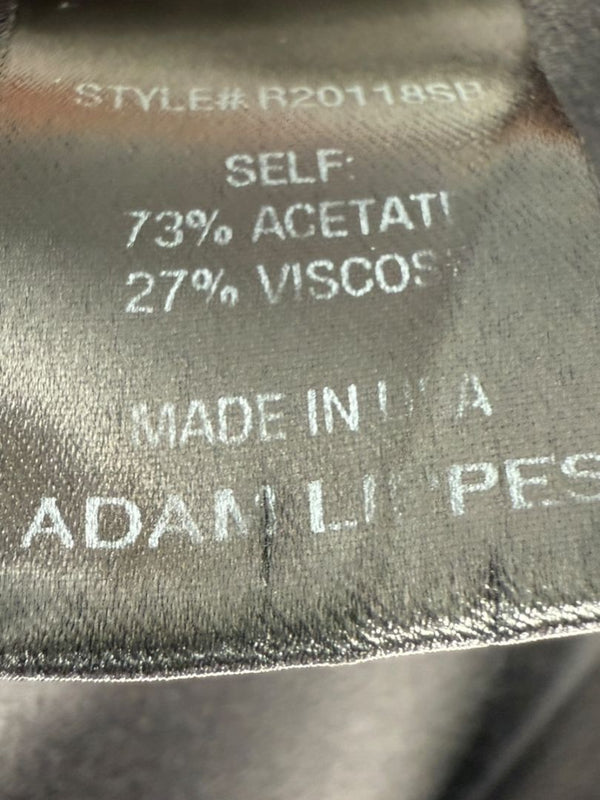 STYLE# R20118SB
SELF:
73% ACETATE
27% VISCOSE
MADE IN USA
ADAM LIPPES